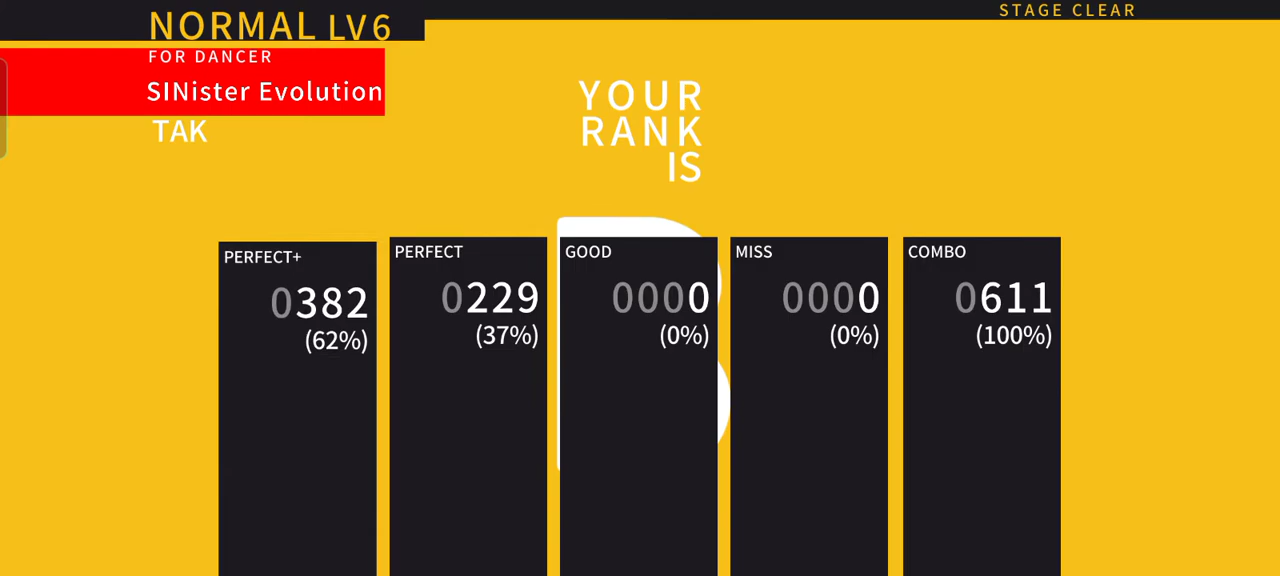 NORMAL LV6
STAGE CLEAR
FOR DANCER
SINister Evolution
TAK
YOUR
RANK
IS
PERFECT+
0382
(62%)
PERFECT
0229
(37%)
GOOD
0000
(0%)
MISS
0000
(0%)
COMBO
0611
(100%)